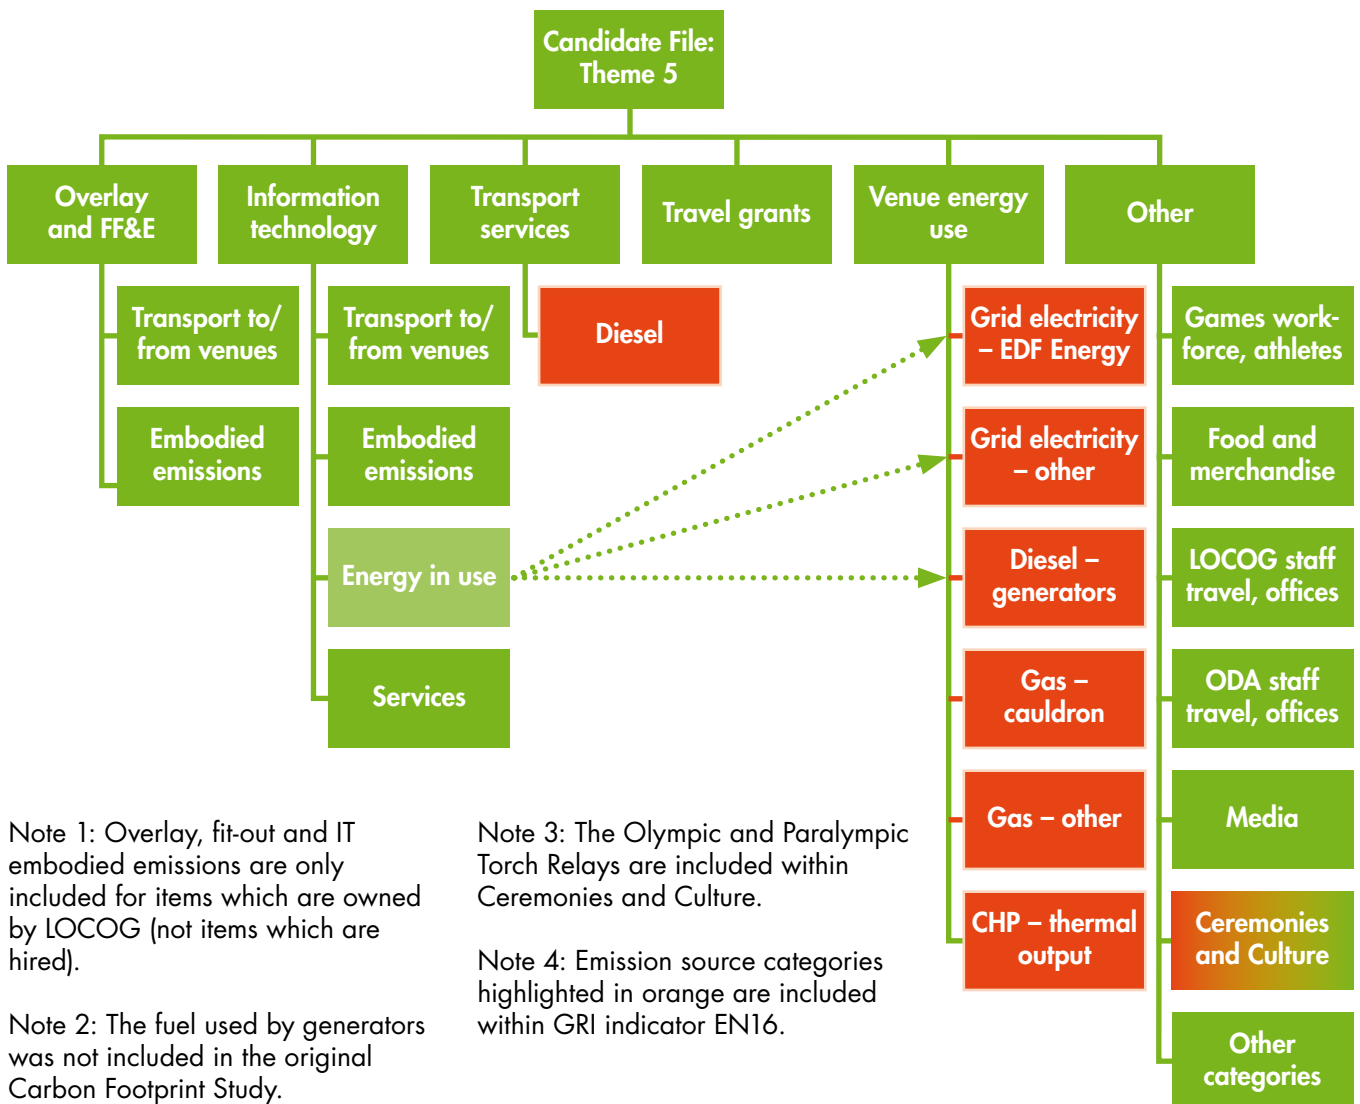 Candidate File:
Theme 5
Overlay
and FF&E
Information
technology
Transport
services
Travel grants
Venue energy
use
Other
Transport to/
from venues
Embodied
emissions
Transport to/
from venues
Embodied
emissions
Energy in use
Services
Diesel
Grid electricity
– EDF Energy
Grid electricity
– other
Diesel –
generators
Gas –
cauldron
Gas – other
CHP – thermal
output
Games work-
force, athletes
Food and
merchandise
LOCOG staff
travel, offices
ODA staff
travel, offices
Media
Ceremonies
and Culture
Other
categories
Note 1: Overlay, fit-out and IT
embodied emissions are only
included for items which are owned
by LOCOG (not items which are
hired).
Note 2: The fuel used by generators
was not included in the original
Carbon Footprint Study.
Note 3: The Olympic and Paralympic
Torch Relays are included within
Ceremonies and Culture.
Note 4: Emission source categories
highlighted in orange are included
within GRI indicator EN16.